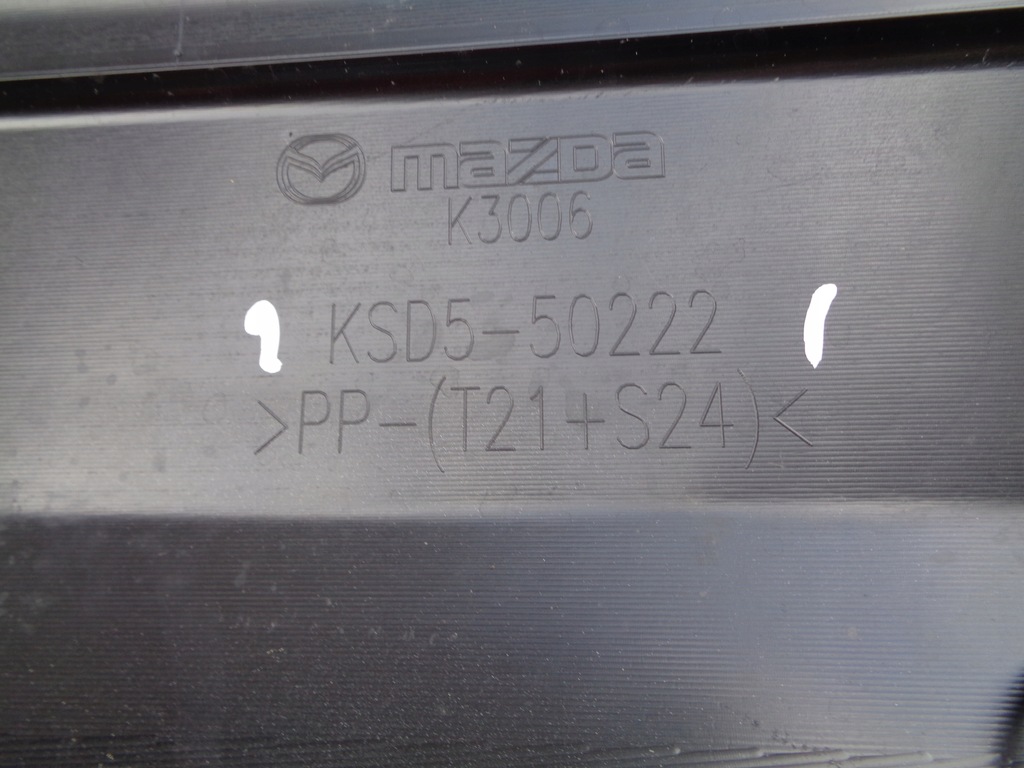 mazda
K3006
KSD5-50222
>PP-(T21+S24)<